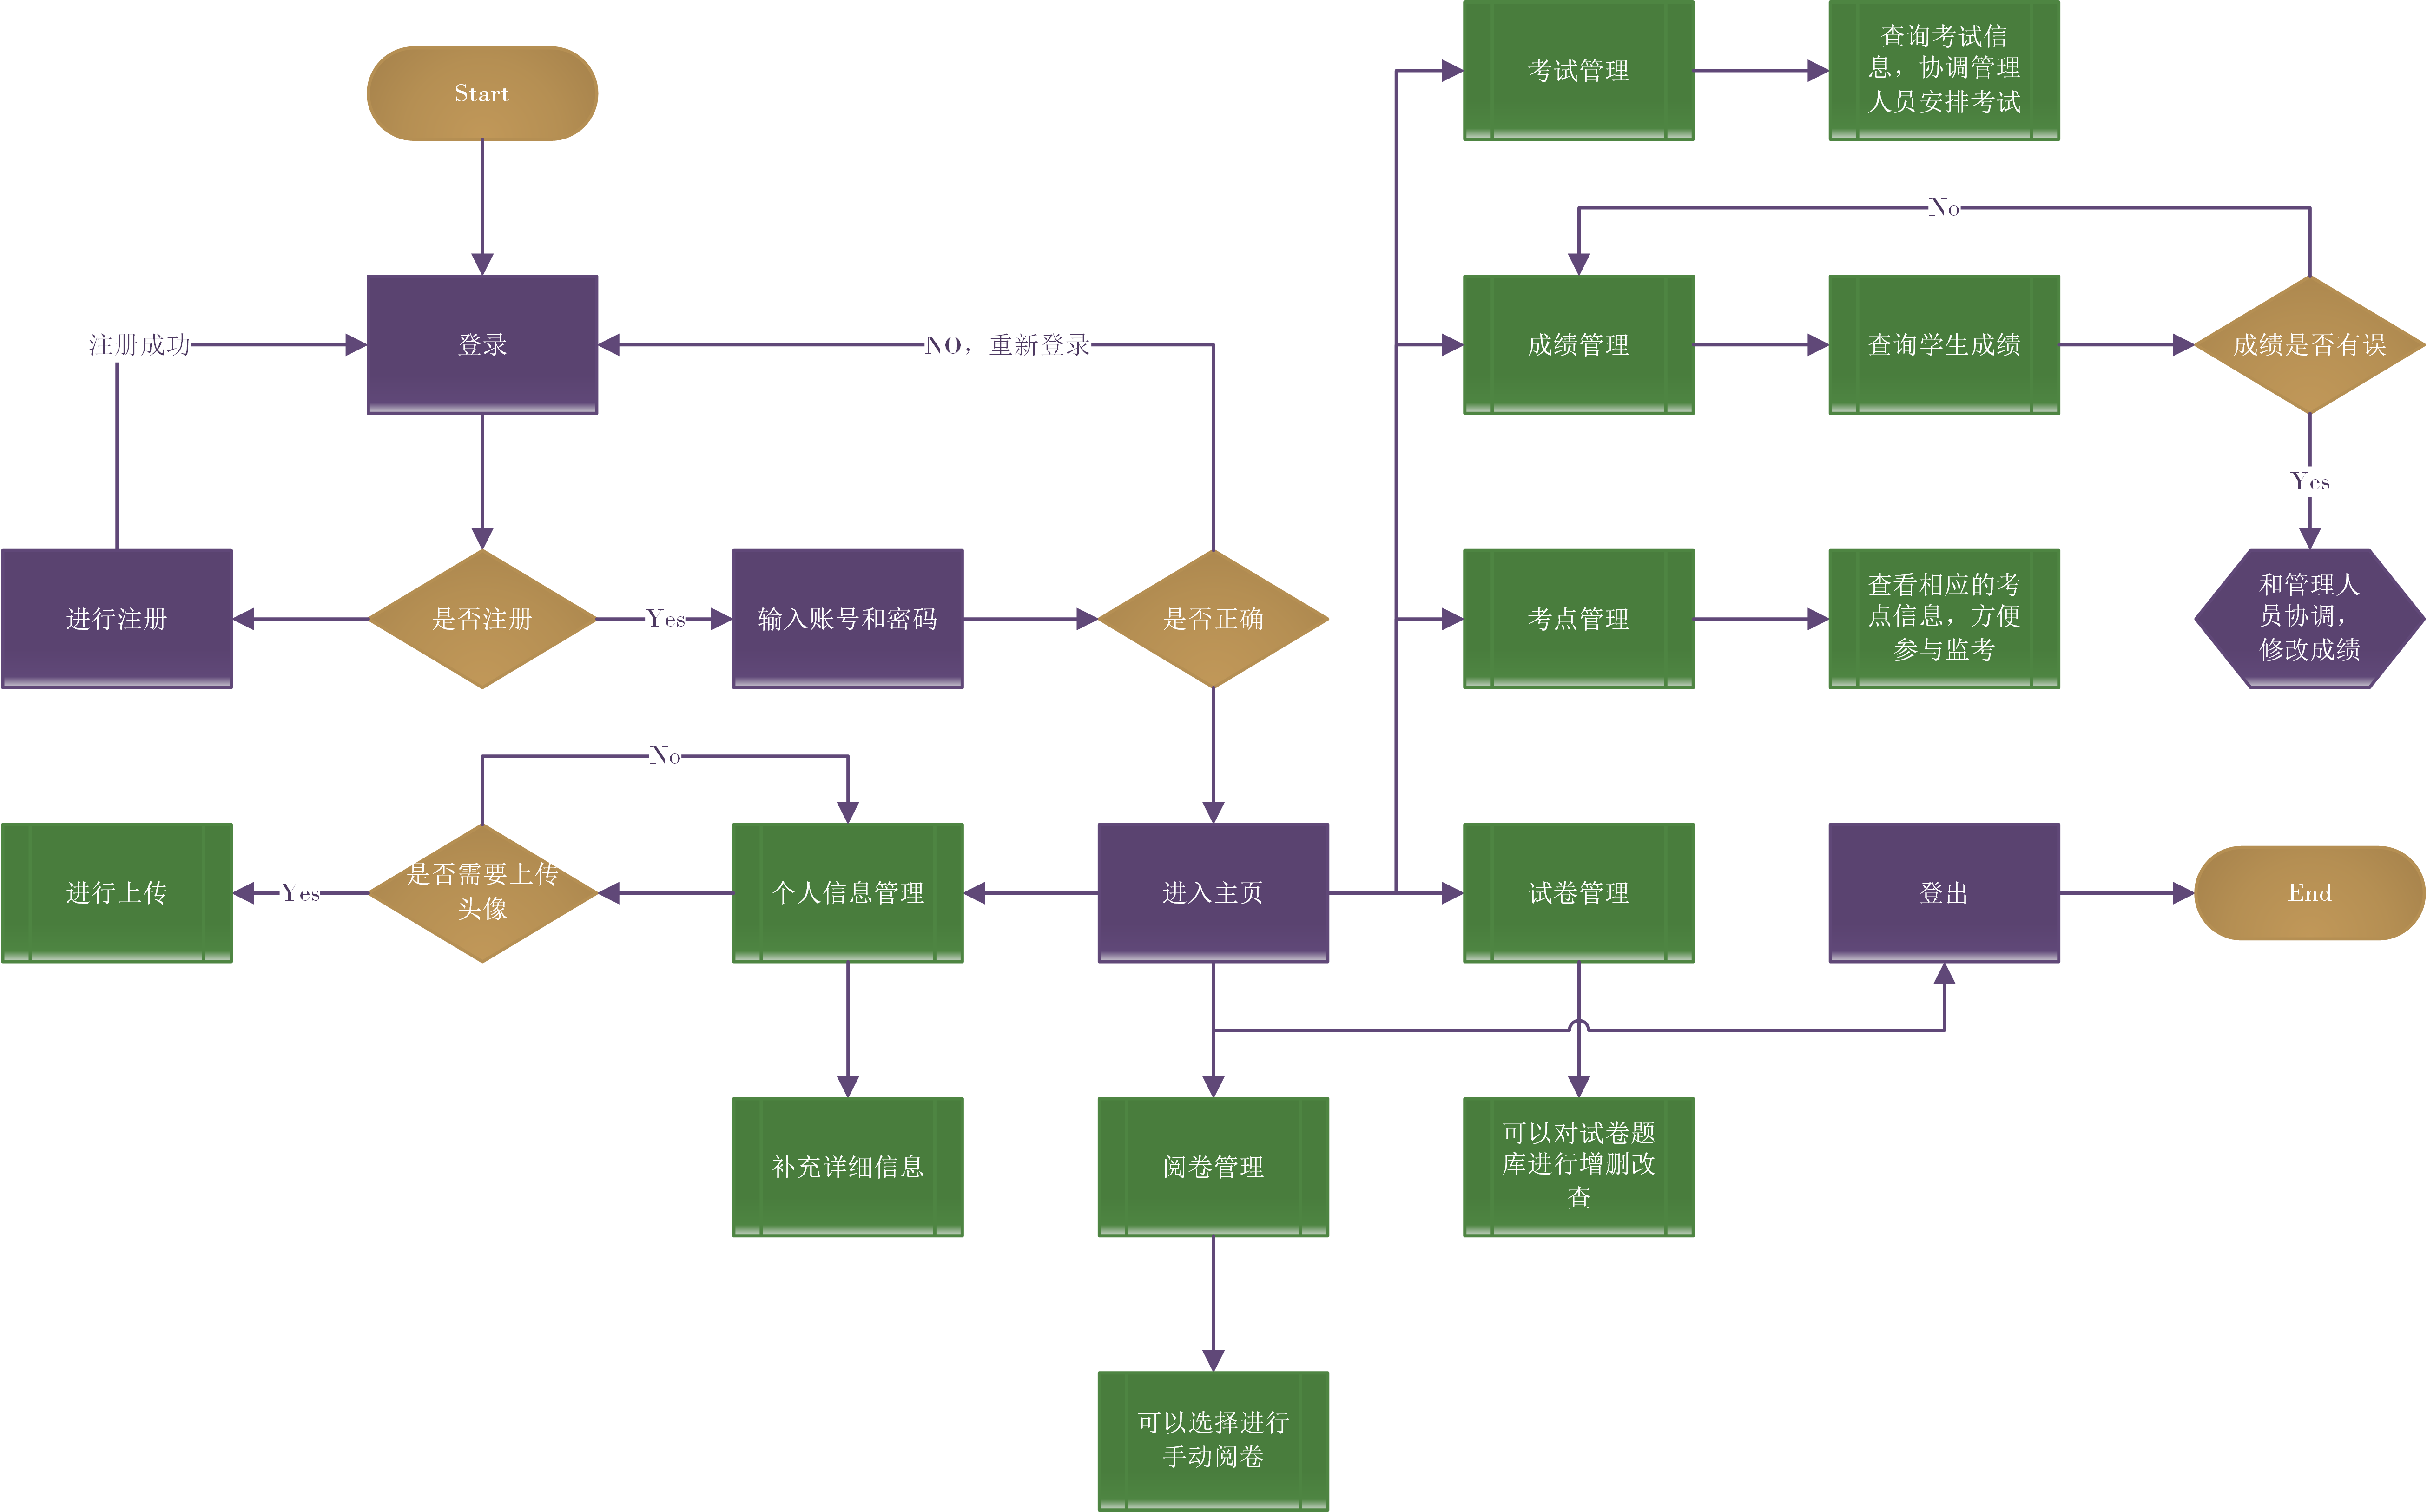 Start
考试管理
查询考试信
息，协调管理
人员安排考试
No
注册成功
登录
NO，重新登录
成绩管理
查询学生成绩
成绩是否有误
Yes
进行注册
是否注册
Yes
输入账号和密码
是否正确
考点管理
查看相应的考
点信息，方便
参与监考
和管理人
员协调，
修改成绩
No
进行上传
Yes
是否需要上传
头像
个人信息管理
进入主页
试卷管理
登出
End
补充详细信息
阅卷管理
可以对试卷题
库进行增删改
查
可以选择进行
手动阅卷